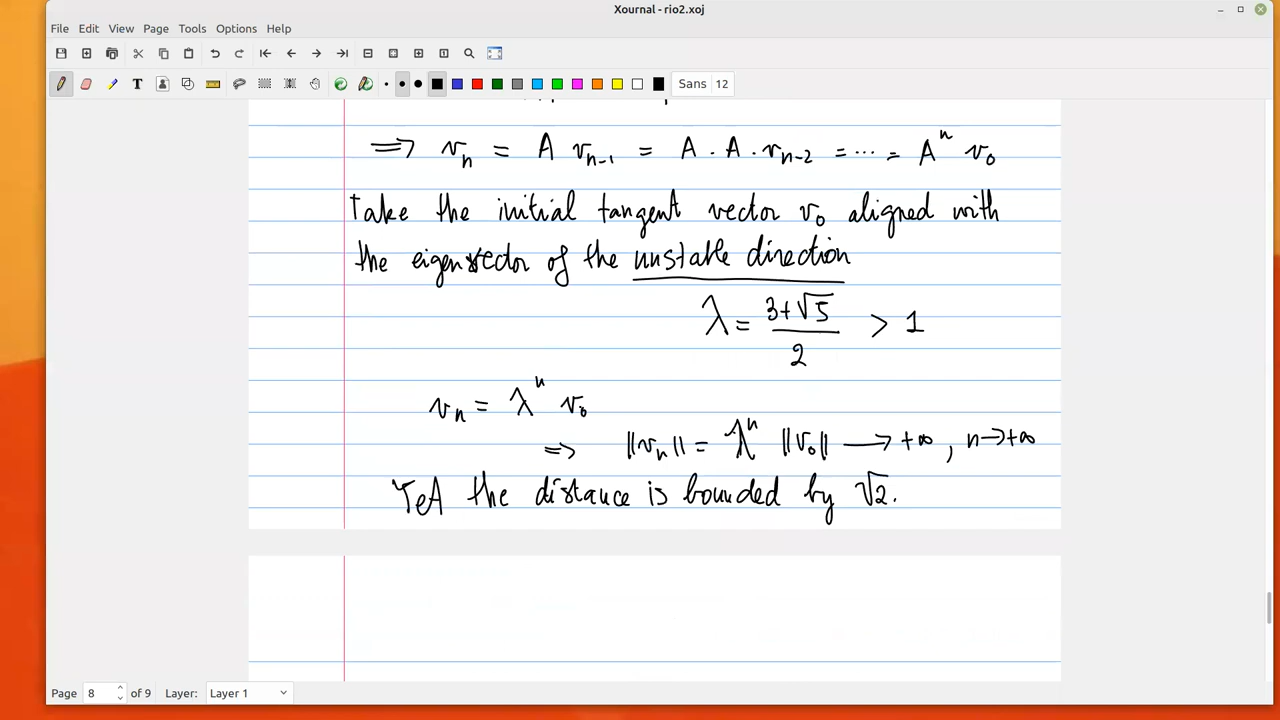 Xournal - rio2.xoj
File Edit View Page Tools Options Help
T Sans 12
⟹ v_n = A v_{n-1} = A · A · v_{n-2} = ··· = A^n v_0
Take the initial tangent vector v_0 aligned with
the eigenvector of the unstable direction
λ = (3+√5)/2 > 1
v_n = λ^n v_0
⇒ ||v_n|| = λ^n ||v_0|| ⟶ +∞ , n→+∞
Yet the distance is bounded by √2.
Page 8 of 9 Layer: Layer 1